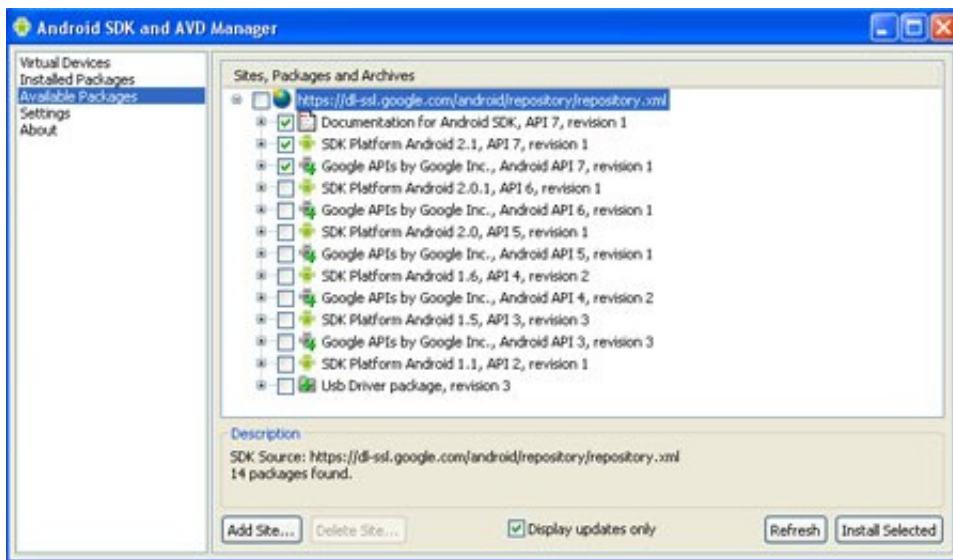 Android SDK and AVD Manager
Virtual Devices
Installed Packages
Available Packages
Settings
About
Sites, Packages and Archives
https://dl-ssl.google.com/android/repository/repository.xml
Documentation for Android SDK, API 7, revision 1
SDK Platform Android 2.1, API 7, revision 1
Google APIs by Google Inc., Android API 7, revision 1
SDK Platform Android 2.0.1, API 6, revision 1
Google APIs by Google Inc., Android API 6, revision 1
SDK Platform Android 2.0, API 5, revision 1
Google APIs by Google Inc., Android API 5, revision 1
SDK Platform Android 1.6, API 4, revision 2
Google APIs by Google Inc., Android API 4, revision 2
SDK Platform Android 1.5, API 3, revision 3
Google APIs by Google Inc., Android API 3, revision 3
SDK Platform Android 1.1, API 2, revision 1
Usb Driver package, revision 3
Description
SDK Source: https://dl-ssl.google.com/android/repository/repository.xml
14 packages found.
Add Site... Delete Site... Display updates only Refresh Install Selected